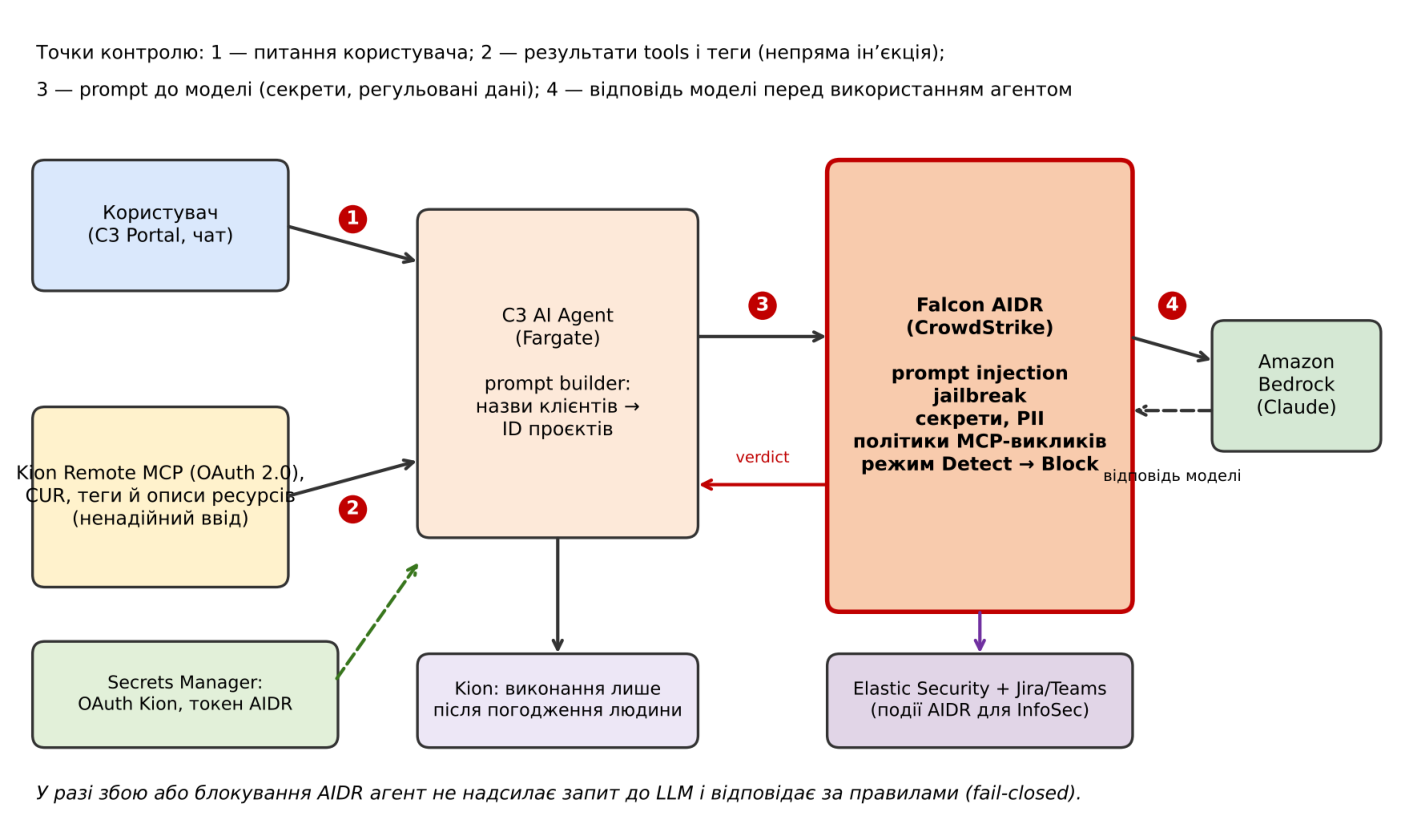 Точки контролю: 1 — питання користувача; 2 — результати tools і теги (непряма ін’єкція);
3 — prompt до моделі (секрети, регульовані дані); 4 — відповідь моделі перед використанням агентом
Користувач
(C3 Portal, чат)
1
C3 AI Agent
(Fargate)
prompt builder:
назви клієнтів →
ID проєктів
3
Falcon AIDR
(CrowdStrike)
prompt injection
jailbreak
секрети, PII
політики MCP-викликів
режим Detect → Block
4
Amazon
Bedrock
(Claude)
відповідь моделі
verdict
Kion Remote MCP (OAuth 2.0),
CUR, теги й описи ресурсів
(ненадійний ввід)
2
Secrets Manager:
OAuth Kion, токен AIDR
Kion: виконання лише
після погодження людини
Elastic Security + Jira/Teams
(події AIDR для InfoSec)
У разі збою або блокування AIDR агент не надсилає запит до LLM і відповідає за правилами (fail-closed).